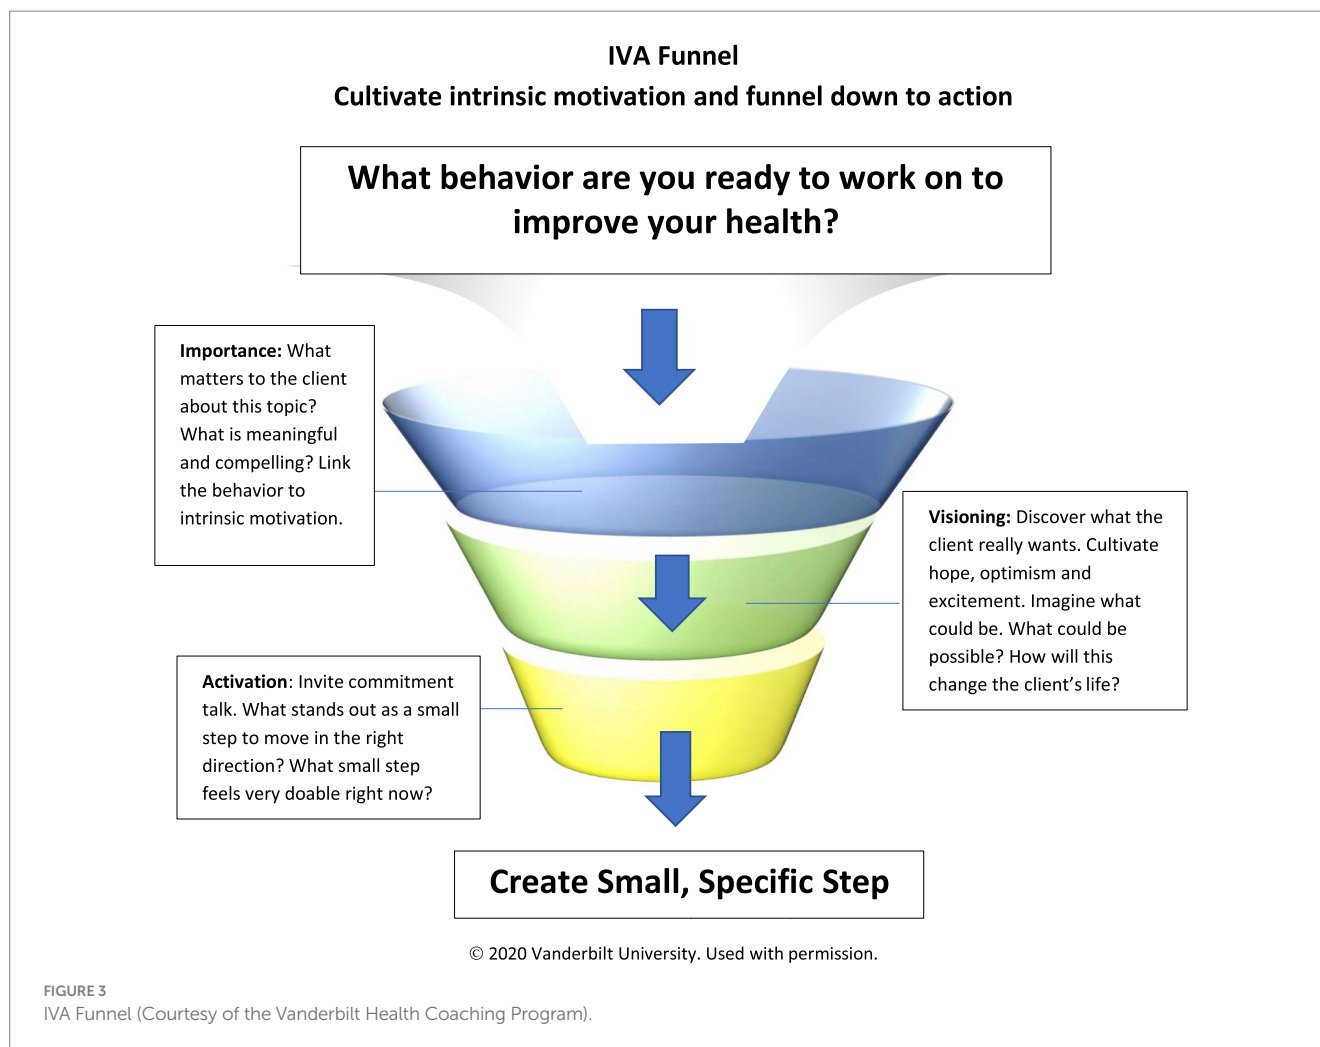 IVA Funnel
Cultivate intrinsic motivation and funnel down to action
What behavior are you ready to work on to
improve your health?
Importance: What
matters to the client
about this topic?
What is meaningful
and compelling? Link
the behavior to
intrinsic motivation.
Visioning: Discover what the
client really wants. Cultivate
hope, optimism and
excitement. Imagine what
could be. What could be
possible? How will this
change the client’s life?
Activation: Invite commitment
talk. What stands out as a small
step to move in the right
direction? What small step
feels very doable right now?
Create Small, Specific Step
© 2020 Vanderbilt University. Used with permission.
FIGURE 3
IVA Funnel (Courtesy of the Vanderbilt Health Coaching Program).